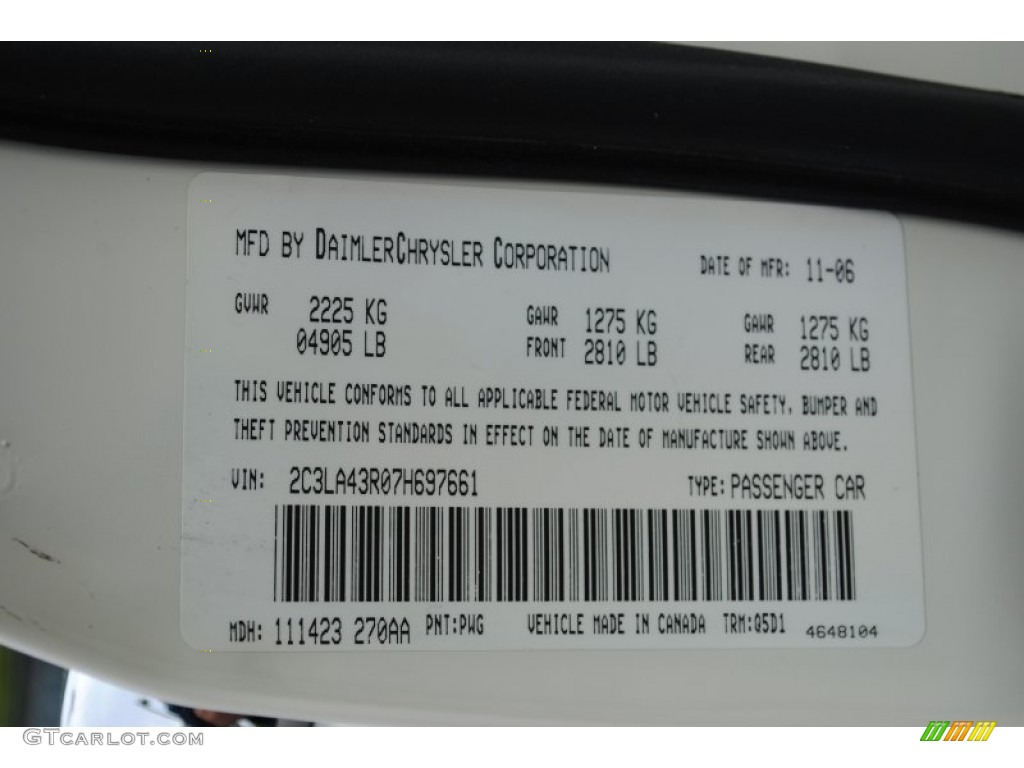 MFD BY DAIMLERCHRYSLER CORPORATION DATE OF MFR: 11-06
GVWR 2225 KG GAWR 1275 KG GAWR 1275 KG
04905 LB FRONT 2810 LB REAR 2810 LB
THIS VEHICLE CONFORMS TO ALL APPLICABLE FEDERAL MOTOR VEHICLE SAFETY, BUMPER AND
THEFT PREVENTION STANDARDS IN EFFECT ON THE DATE OF MANUFACTURE SHOWN ABOVE.
VIN: 2C3LA43R07H697661 TYPE: PASSENGER CAR
MDH: 111423 270AA PNT:PWG VEHICLE MADE IN CANADA TRM:Q5D1 4648104
GTCARLOT.COM